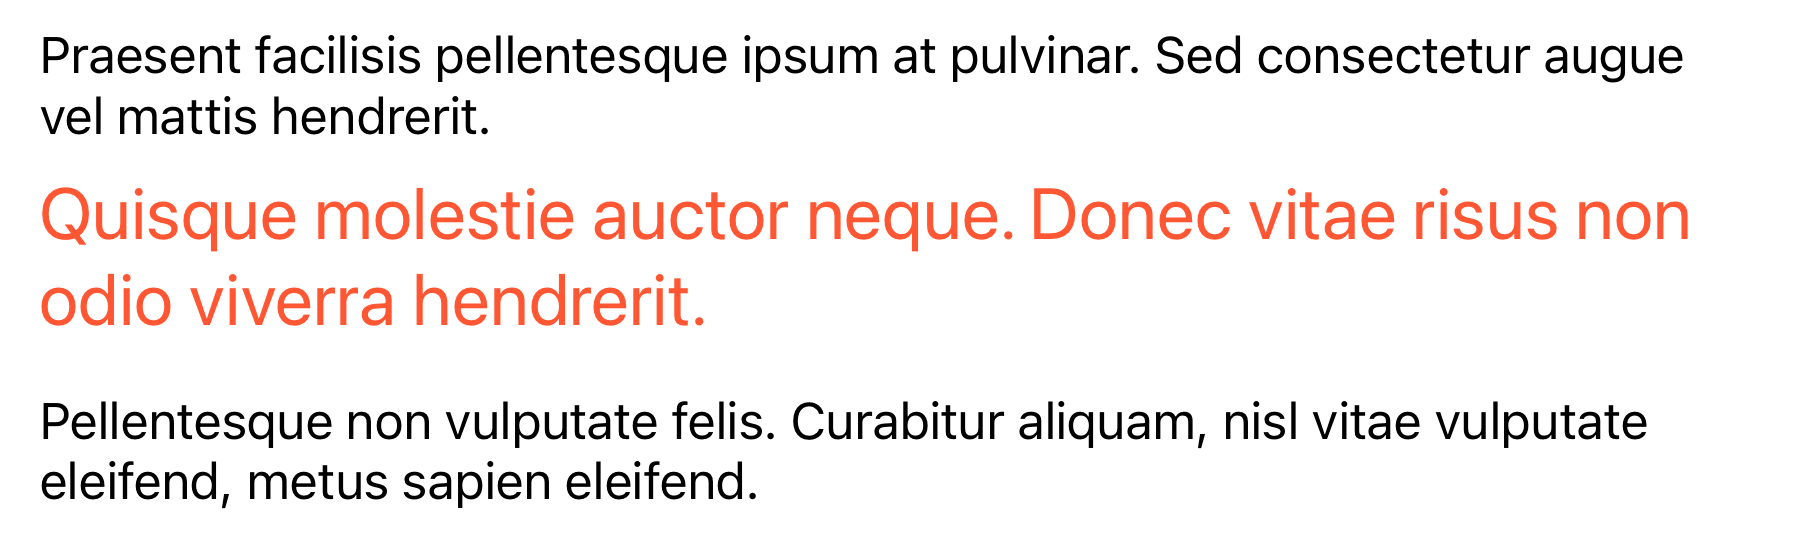 Praesent facilisis pellentesque ipsum at pulvinar. Sed consectetur augue
vel mattis hendrerit.
Quisque molestie auctor neque. Donec vitae risus non
odio viverra hendrerit.
Pellentesque non vulputate felis. Curabitur aliquam, nisl vitae vulputate
eleifend, metus sapien eleifend.